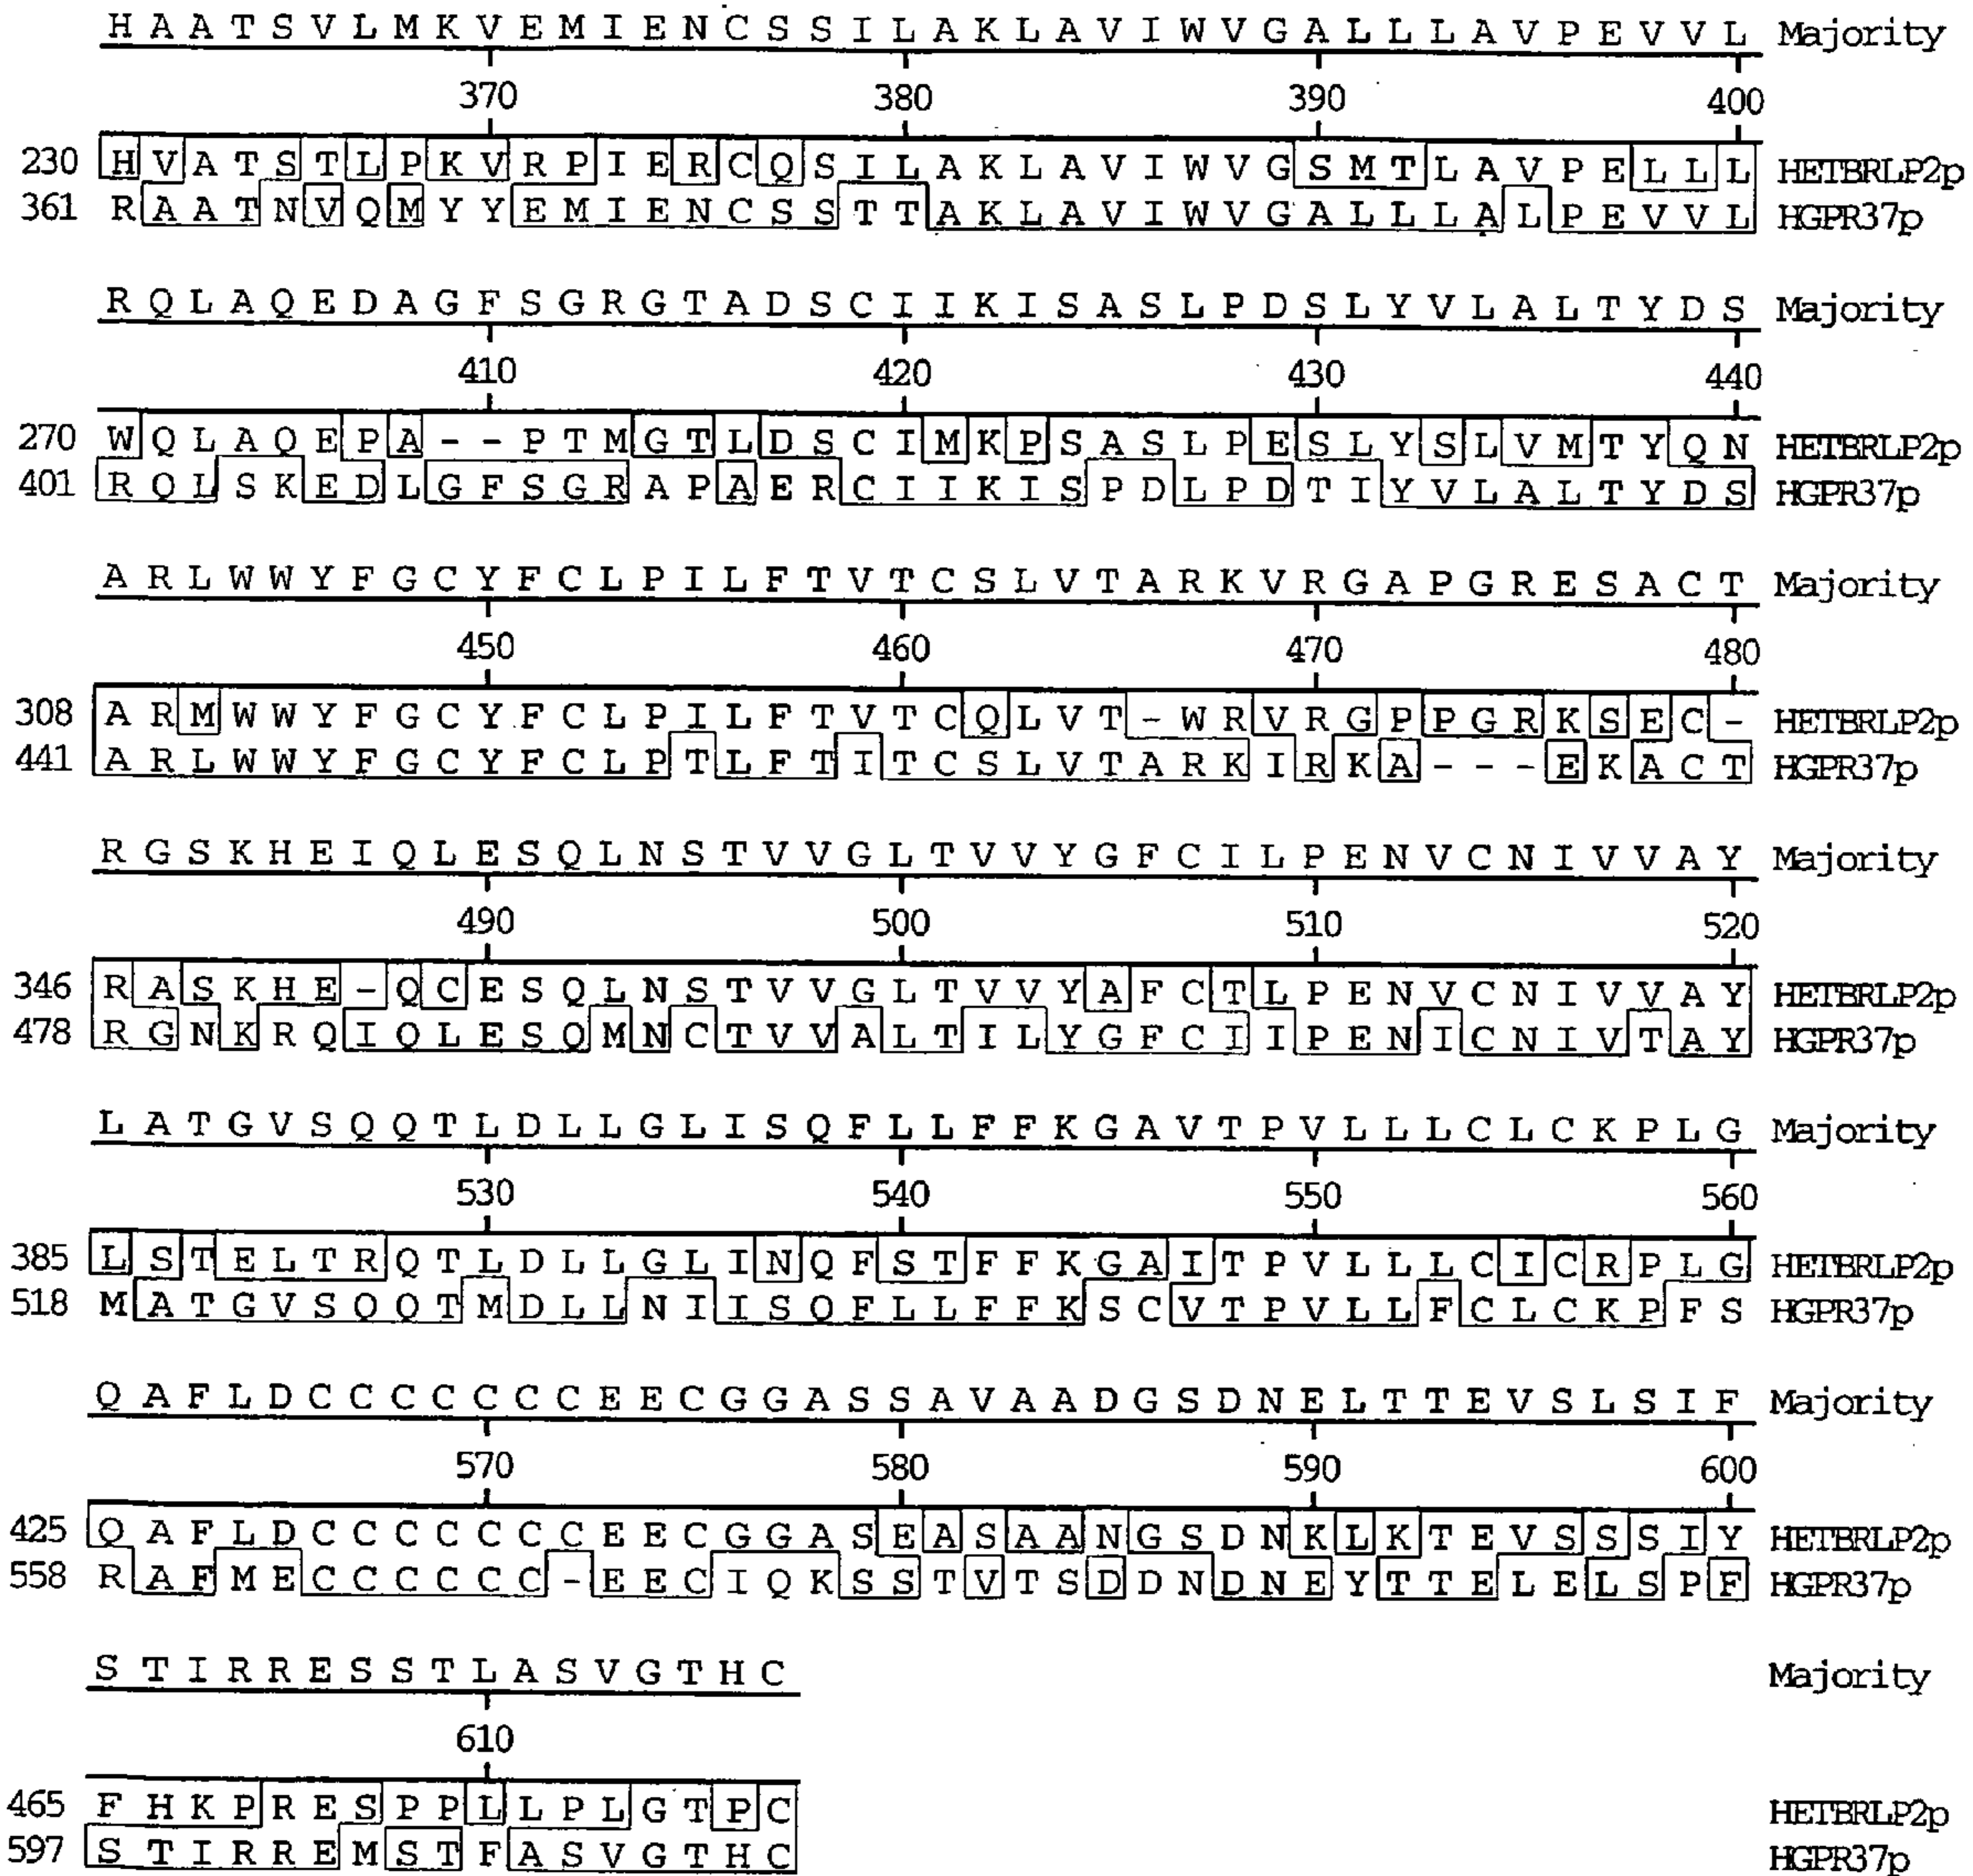 H A A T S V L M K V E M I E N C S S I L A K L A V I W V G A L L L A V P E V V L Majority
370 380 390 400
230 H V A T S T L P K V R P I E R C Q S I L A K L A V I W V G S M T L A V P E L L L HETBRLP2p
361 R A A T N V Q M Y Y E M I E N C S S T T A K L A V I W V G A L L L A L P E V V L HGPR37p
R Q L A Q E D A G F S G R G T A D S C I I K I S A S L P D S L Y V L A L T Y D S Majority
410 420 430 440
270 W Q L A Q E P A - - P T M G T L D S C I M K P S A S L P E S L Y S L V M T Y Q N HETBRLP2p
401 R Q L S K E D L G F S G R A P A E R C I I K I S P D L P D T I Y V L A L T Y D S HGPR37p
A R L W W Y F G C Y F C L P I L F T V T C S L V T A R K V R G A P G R E S A C T Majority
450 460 470 480
308 A R M W W Y F G C Y F C L P I L F T V T C Q L V T - W R V R G P P G R K S E C - HETBRLP2p
441 A R L W W Y F G C Y F C L P T L F T I T C S L V T A R K I R K A - - - E K A C T HGPR37p
R G S K H E I Q L E S Q L N S T V V G L T V V Y G F C I L P E N V C N I V V A Y Majority
490 500 510 520
346 R A S K H E - Q C E S Q L N S T V V G L T V V Y A F C T L P E N V C N I V V A Y HETBRLP2p
478 R G N K R Q I Q L E S Q M N C T V V A L T I L Y G F C I I P E N I C N I V T A Y HGPR37p
L A T G V S Q Q T L D L L G L I S Q F L L F F K G A V T P V L L L C L C K P L G Majority
530 540 550 560
385 L S T E L T R Q T L D L L G L I N Q F S T F F K G A I T P V L L L C I C R P L G HETBRLP2p
518 M A T G V S Q Q T M D L L N I I S Q F L L F F K S C V T P V L L F C L C K P F S HGPR37p
Q A F L D C C C C C C C E E C G G A S S A V A A D G S D N E L T T E V S L S I F Majority
570 580 590 600
425 Q A F L D C C C C C C C E E C G G A S E A S A A N G S D N K L K T E V S S S I Y HETBRLP2p
558 R A F M E C C C C C C - E E C I Q K S S T V T S D D N D N E Y T T E L E L S P F HGPR37p
S T I R R E S S T L A S V G T H C Majority
610
465 F H K P R E S P P L L P L G T P C HETBRLP2p
597 S T I R R E M S T F A S V G T H C HGPR37p